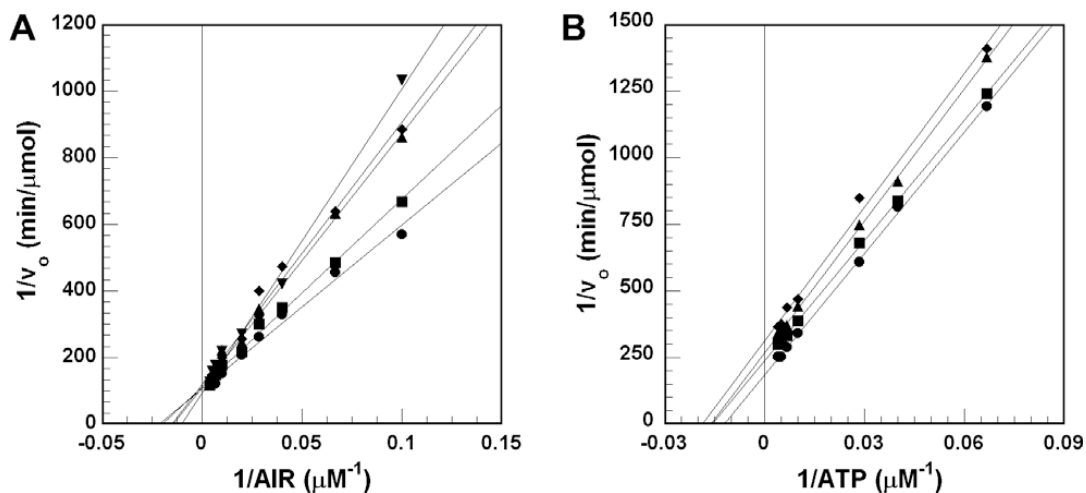 A
1/vo (min/μmol)
1200
1000
800
600
400
200
0
-0.05 0 0.05 0.1 0.15
1/AIR (μM-1)
B
1/vo (min/μmol)
1500
1250
1000
750
500
250
0
-0.03 0 0.03 0.06 0.09
1/ATP (μM-1)